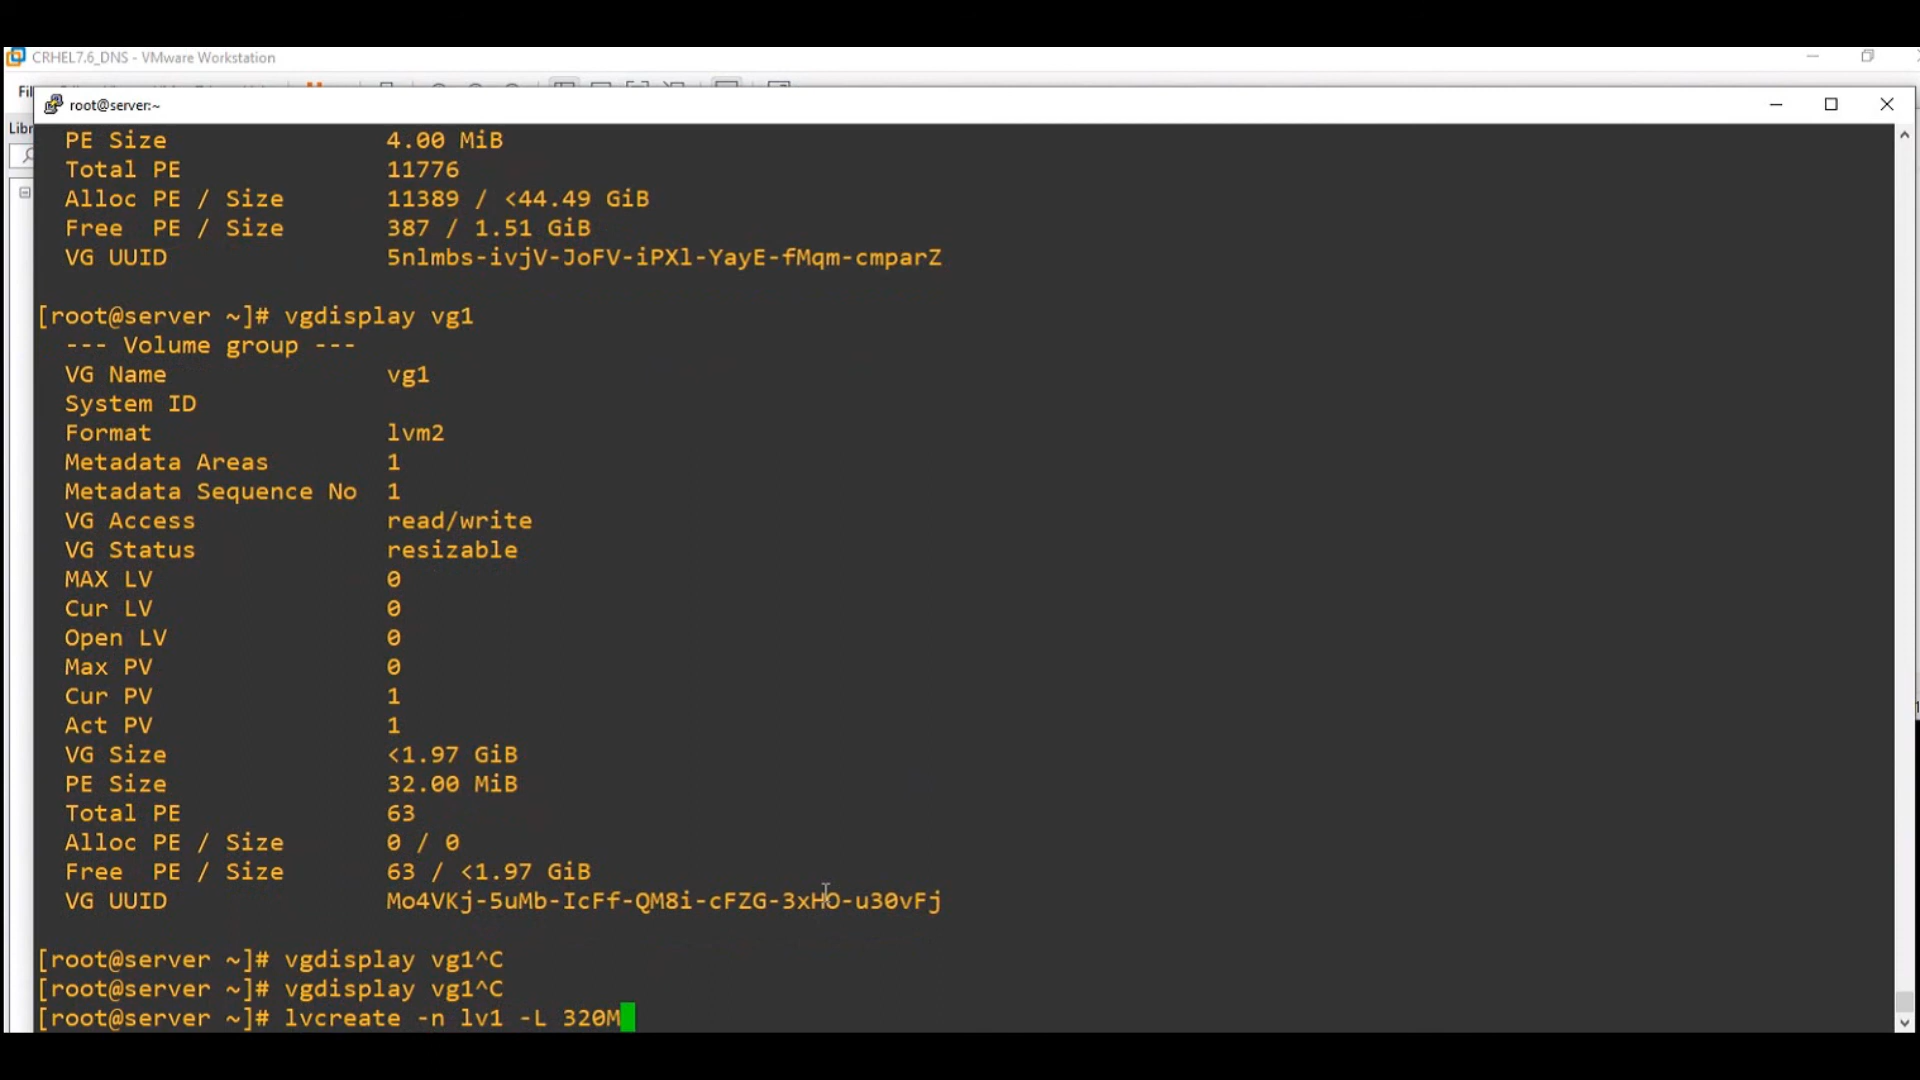 CRHEL7.6_DNS - VMware Workstation
Fil
root@server:~
Libr
PE Size 4.00 MiB
Total PE 11776
Alloc PE / Size 11389 / <44.49 GiB
Free PE / Size 387 / 1.51 GiB
VG UUID 5nlmbs-ivjV-JoFV-iPXl-YayE-fMqm-cmparZ
[root@server ~]# vgdisplay vg1
--- Volume group ---
VG Name vg1
System ID
Format lvm2
Metadata Areas 1
Metadata Sequence No 1
VG Access read/write
VG Status resizable
MAX LV 0
Cur LV 0
Open LV 0
Max PV 0
Cur PV 1
Act PV 1
VG Size <1.97 GiB
PE Size 32.00 MiB
Total PE 63
Alloc PE / Size 0 / 0
Free PE / Size 63 / <1.97 GiB
VG UUID Mo4VKj-5uMb-IcFf-QM8i-cFZG-3xHO-u30vFj
[root@server ~]# vgdisplay vg1^C
[root@server ~]# vgdisplay vg1^C
[root@server ~]# lvcreate -n lv1 -L 320M